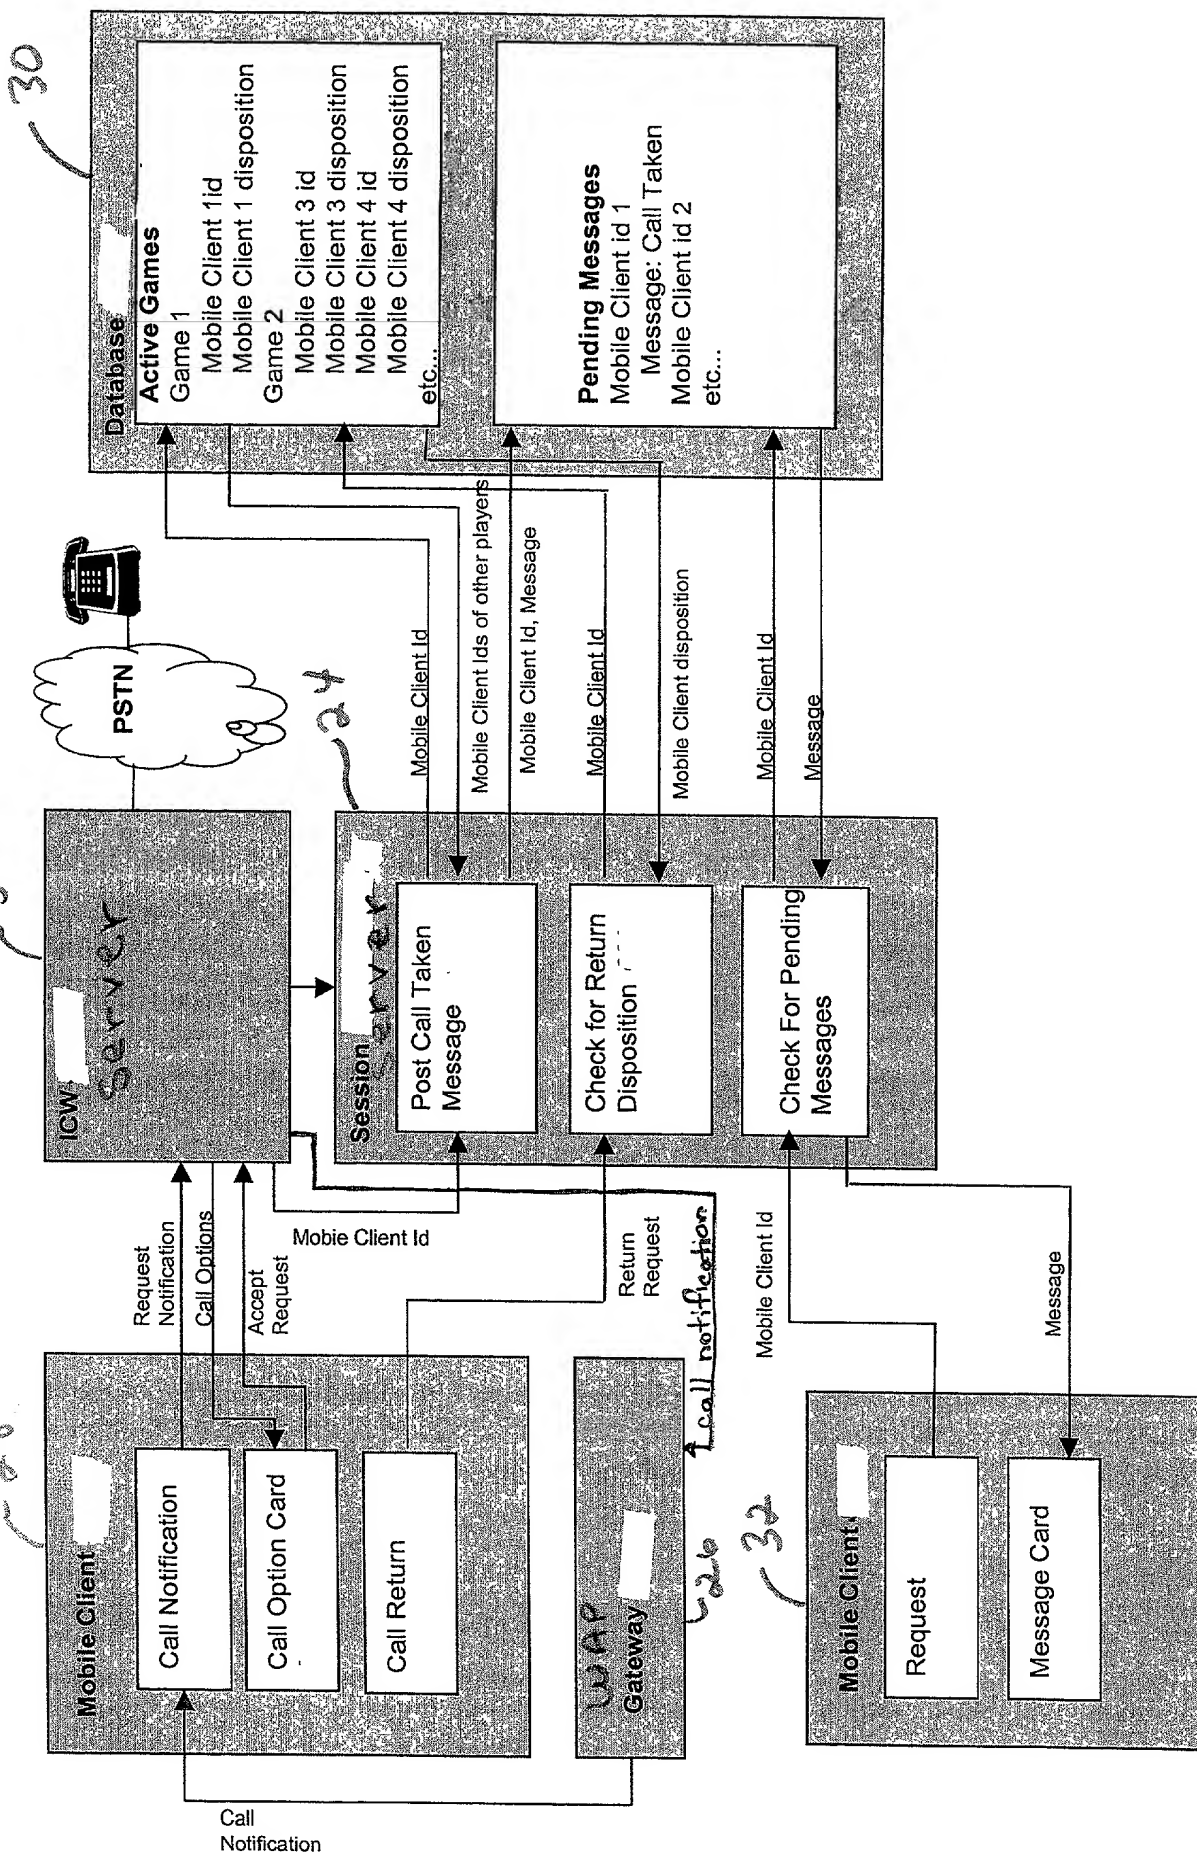 30
Database
Active Games
Game 1
Mobile Client 1id
Mobile Client 1 disposition
Game 2
Mobile Client 3 id
Mobile Client 3 disposition
Mobile Client 4 id
Mobile Client 4 disposition
etc...
Pending Messages
Mobile Client id 1
Message: Call Taken
Mobile Client id 2
etc...
PSTN
24
Mobile Client Id
Mobile Client Ids of other players
Mobile Client Id, Message
Mobile Client Id
Mobile Client disposition
Mobile Client Id
Message
ICW
Server
Session
Server
Post Call Taken
Message
Check for Return
Disposition
Check For Pending
Messages
Request
Notification
Call Options
Accept
Request
Mobie Client Id
Return
Request
call notification
Mobile Client Id
Message
Mobile Client
Call Notification
Call Option Card
Call Return
WAP
Gateway
26
32
Mobile Client
Request
Message Card
Call
Notification